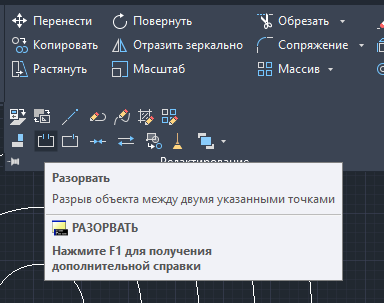 Перенести Повернуть Обрезать
Копировать Отразить зеркально Сопряжение
Растянуть Масштаб Массив
Редактирование
Разорвать
Разрыв объекта между двумя указанными точками
РАЗОРВАТЬ
Нажмите F1 для получения
дополнительной справки